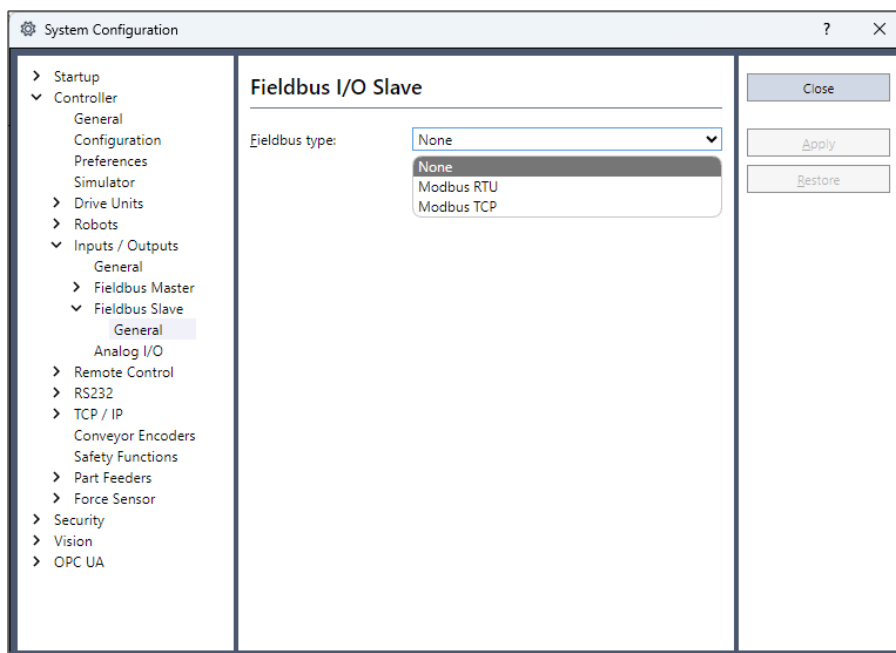 System Configuration
?
Startup
Controller
General
Configuration
Preferences
Simulator
Drive Units
Robots
Inputs / Outputs
General
Fieldbus Master
Fieldbus Slave
General
Analog I/O
Remote Control
RS232
TCP / IP
Conveyor Encoders
Safety Functions
Part Feeders
Force Sensor
Security
Vision
OPC UA
Fieldbus I/O Slave
Fieldbus type:
None
None
Modbus RTU
Modbus TCP
Close
Apply
Restore